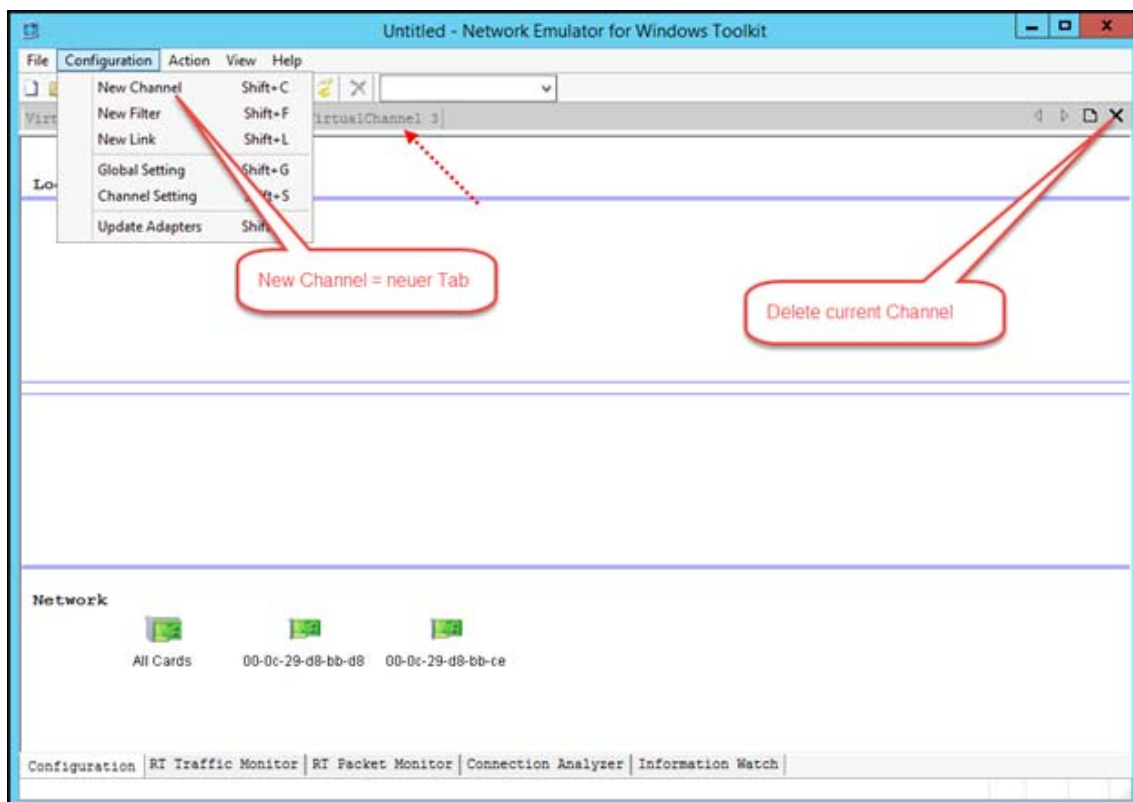 Untitled - Network Emulator for Windows Toolkit
File Configuration Action View Help
New Channel Shift+C
New Filter Shift+F
New Link Shift+L
Global Setting Shift+G
Channel Setting
Update Adapters
New Channel = neuer Tab
Delete current Channel
Network
All Cards 00-0c-29-d8-bb-d8 00-0c-29-d8-bb-ce
Configuration RT Traffic Monitor RT Packet Monitor Connection Analyzer Information Watch